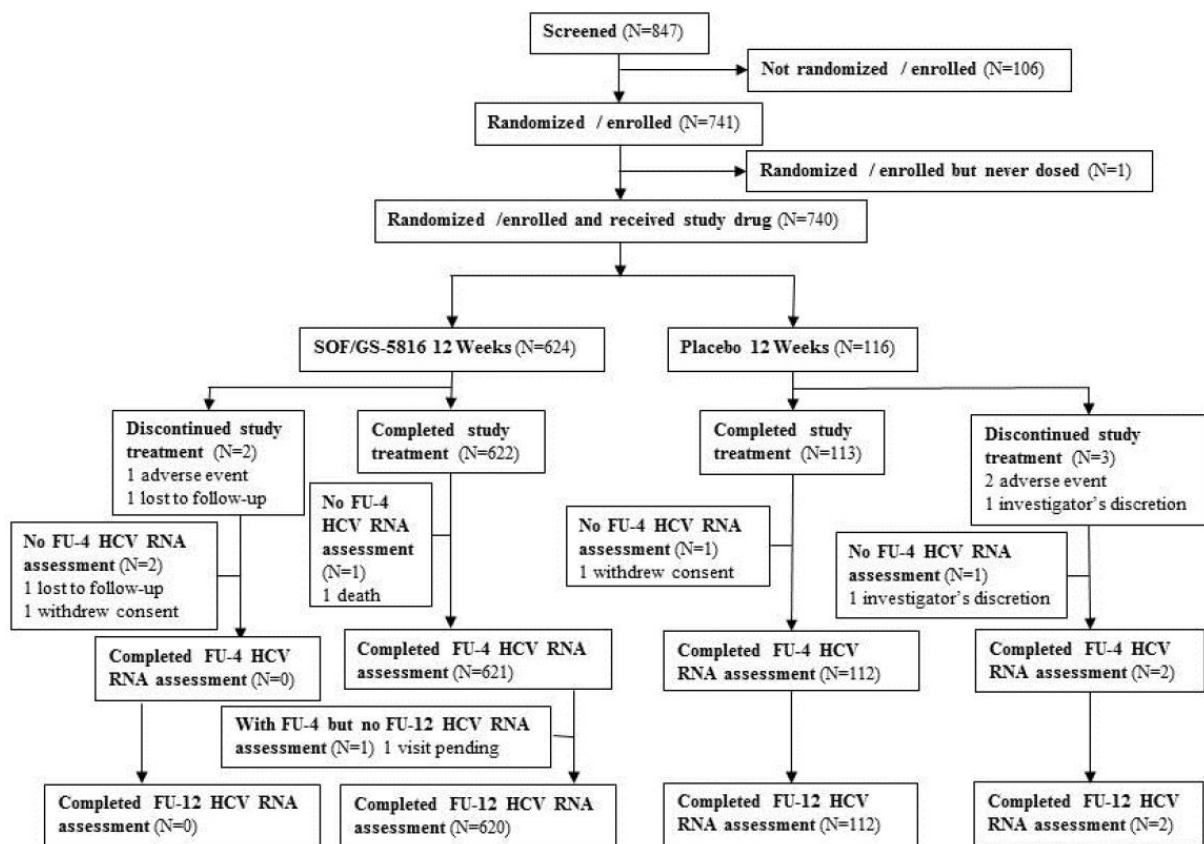 Screened (N=847)
Not randomized / enrolled (N=106)
Randomized / enrolled (N=741)
Randomized / enrolled but never dosed (N=1)
Randomized /enrolled and received study drug (N=740)
SOF/GS-5816 12 Weeks (N=624)
Placebo 12 Weeks (N=116)
Discontinued study
treatment (N=2)
1 adverse event
1 lost to follow-up
Completed study
treatment
(N=622)
Completed study
treatment
(N=113)
Discontinued study
treatment (N=3)
2 adverse event
1 investigator's discretion
No FU-4 HCV RNA
assessment (N=2)
1 lost to follow-up
1 withdrew consent
No FU-4
HCV RNA
assessment
(N=1)
1 death
No FU-4 HCV RNA
assessment (N=1)
1 withdrew consent
No FU-4 HCV RNA
assessment (N=1)
1 investigator's discretion
Completed FU-4 HCV
RNA assessment (N=0)
Completed FU-4 HCV RNA
assessment
(N=621)
Completed FU-4 HCV
RNA assessment (N=112)
Completed FU-4 HCV
RNA assessment (N=2)
With FU-4 but no FU-12 HCV RNA
assessment (N=1) 1 visit pending
Completed FU-12 HCV RNA
assessment (N=0)
Completed FU-12 HCV RNA
assessment
(N=620)
Completed FU-12 HCV
RNA assessment (N=112)
Completed FU-12 HCV
RNA assessment (N=2)